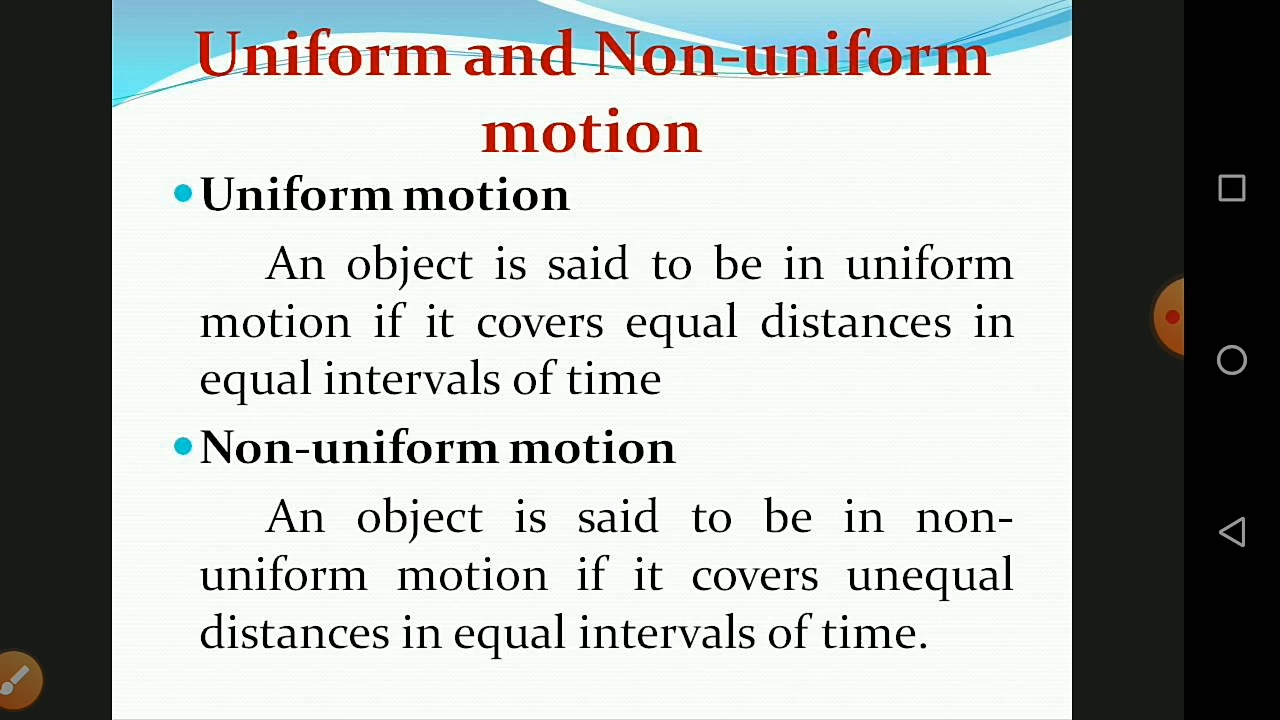 Uniform and Non-uniform
motion
Uniform motion
An object is said to be in uniform
motion if it covers equal distances in
equal intervals of time
Non-uniform motion
An object is said to be in non-
uniform motion if it covers unequal
distances in equal intervals of time.